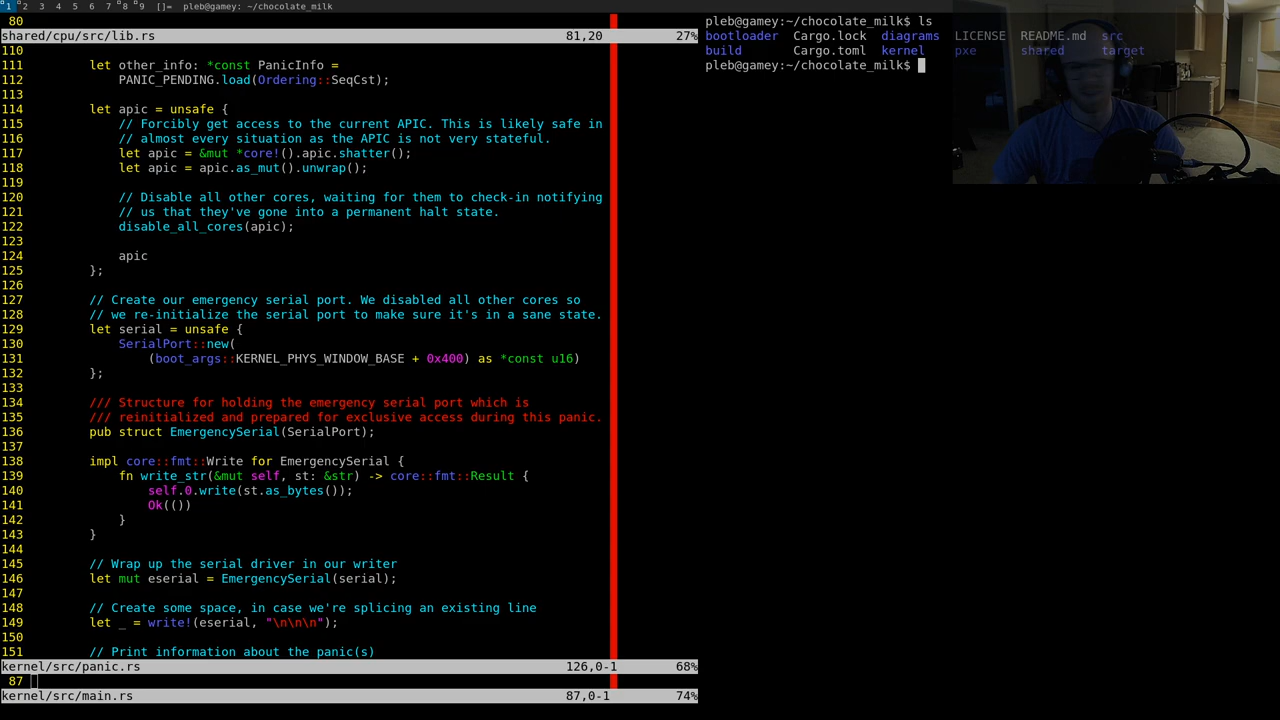 1 2 3 4 5 6 7 8 9 []= pleb@gamey: ~/chocolate_milk
80
shared/cpu/src/lib.rs 81,20 27%
110
111 let other_info: *const PanicInfo =
112 PANIC_PENDING.load(Ordering::SeqCst);
113
114 let apic = unsafe {
115 // Forcibly get access to the current APIC. This is likely safe in
116 // almost every situation as the APIC is not very stateful.
117 let apic = &mut *core!().apic.shatter();
118 let apic = apic.as_mut().unwrap();
119
120 // Disable all other cores, waiting for them to check-in notifying
121 // us that they've gone into a permanent halt state.
122 disable_all_cores(apic);
123
124 apic
125 };
126
127 // Create our emergency serial port. We disabled all other cores so
128 // we re-initialize the serial port to make sure it's in a sane state.
129 let serial = unsafe {
130 SerialPort::new(
131 (boot_args::KERNEL_PHYS_WINDOW_BASE + 0x400) as *const u16)
132 };
133
134 /// Structure for holding the emergency serial port which is
135 /// reinitialized and prepared for exclusive access during this panic.
136 pub struct EmergencySerial(SerialPort);
137
138 impl core::fmt::Write for EmergencySerial {
139 fn write_str(&mut self, st: &str) -> core::fmt::Result {
140 self.0.write(st.as_bytes());
141 Ok(())
142 }
143 }
144
145 // Wrap up the serial driver in our writer
146 let mut eserial = EmergencySerial(serial);
147
148 // Create some space, in case we're splicing an existing line
149 let _ = write!(eserial, "\n\n\n");
150
151 // Print information about the panic(s)
kernel/src/panic.rs 126,0-1 68%
87
kernel/src/main.rs 87,0-1 74%
pleb@gamey:~/chocolate_milk$ ls
bootloader Cargo.lock diagrams LICENSE README.md src
build Cargo.toml kernel pxe shared target
pleb@gamey:~/chocolate_milk$